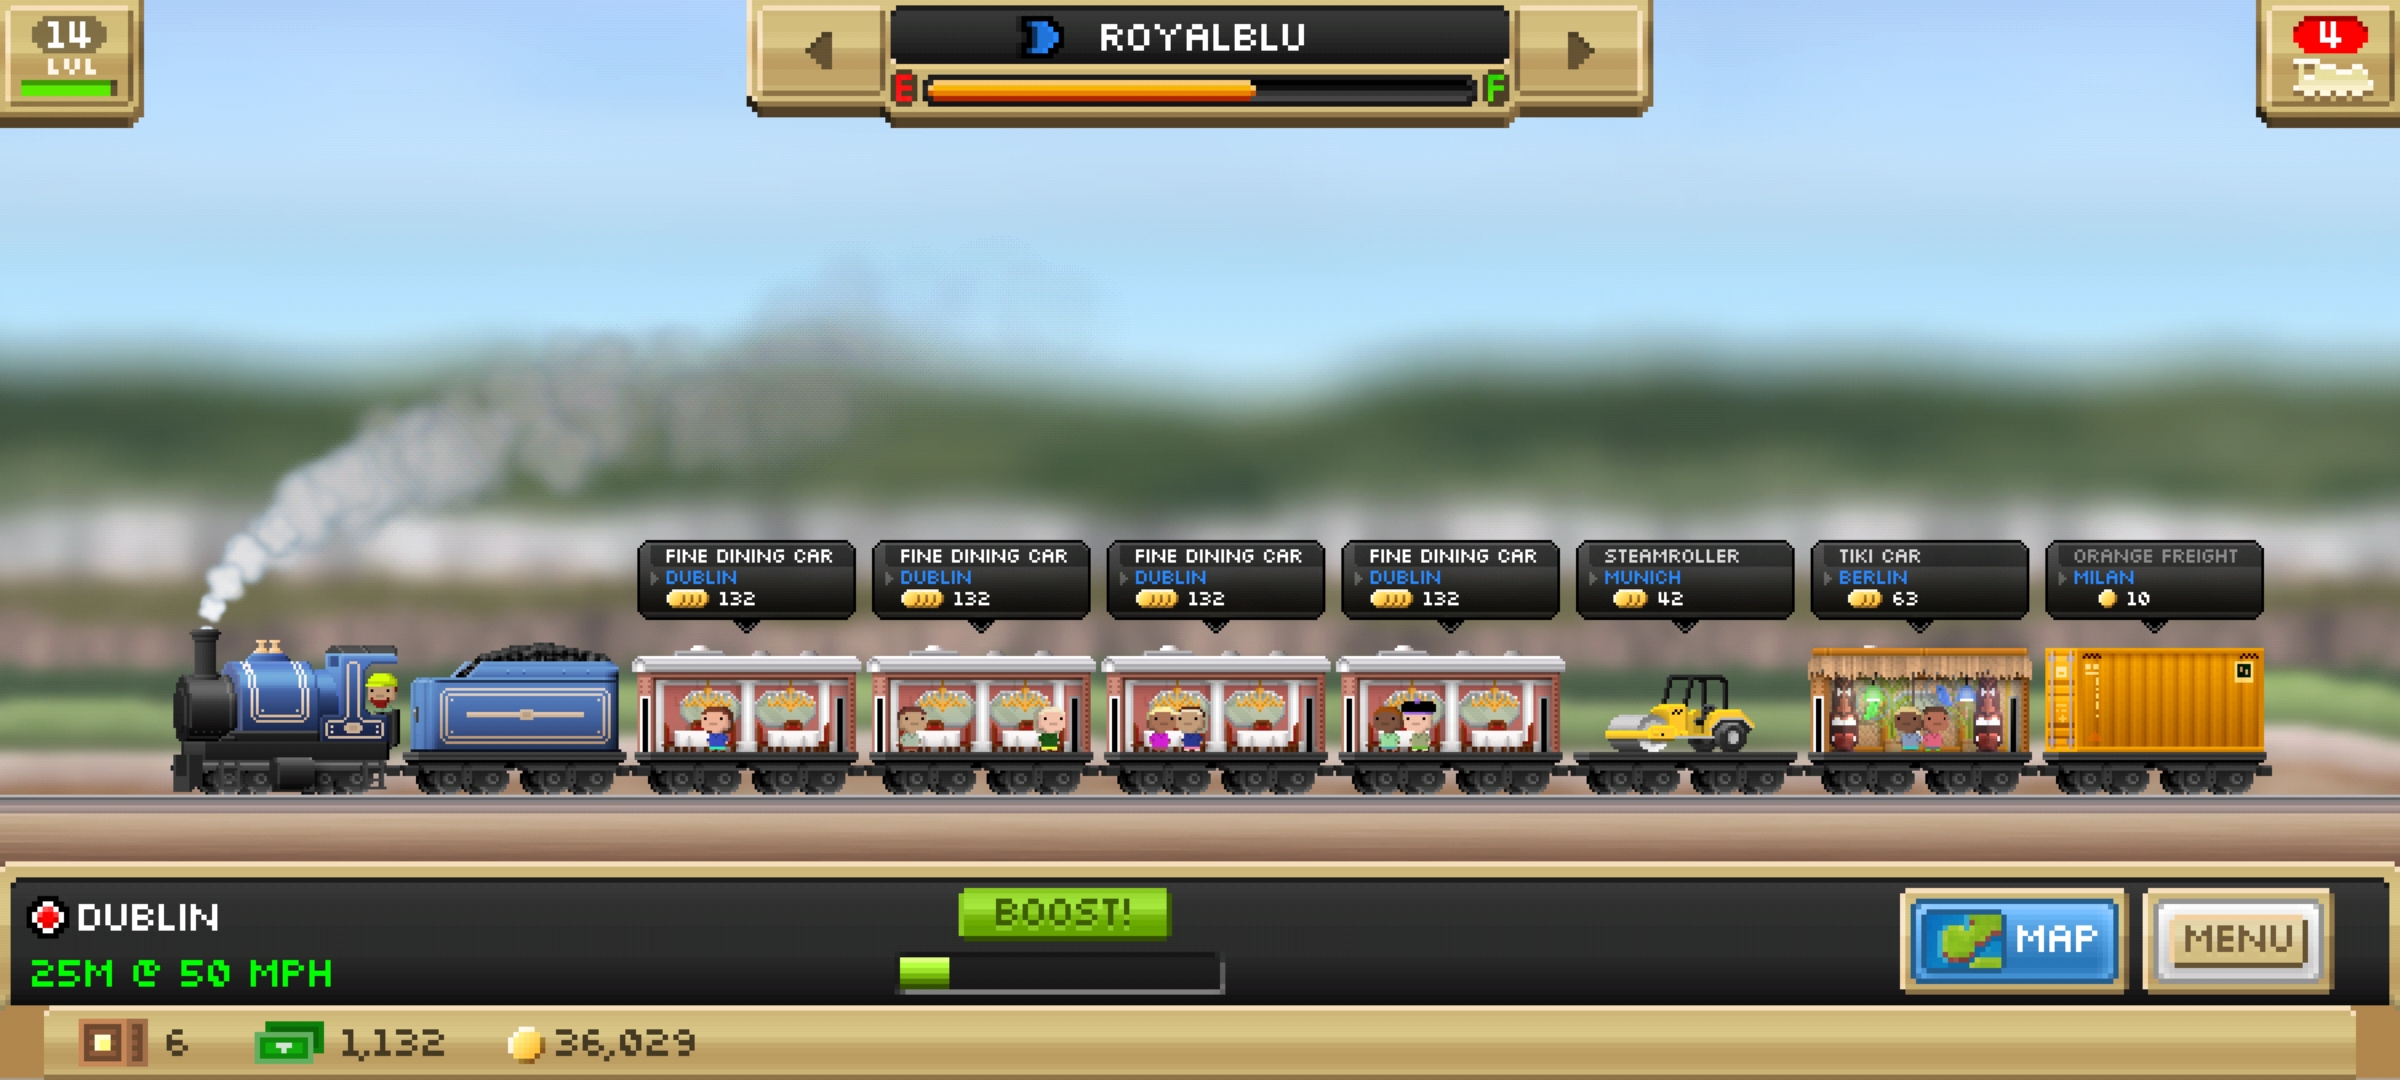 14
LVL
ROYALBLU
E F
4
FINE DINING CAR
DUBLIN
132
FINE DINING CAR
DUBLIN
132
FINE DINING CAR
DUBLIN
132
FINE DINING CAR
DUBLIN
132
STEAMROLLER
MUNICH
42
TIKI CAR
BERLIN
63
ORANGE FREIGHT
MILAN
10
DUBLIN
25M @ 50 MPH
BOOST!
MAP
MENU
6
1,132
36,029